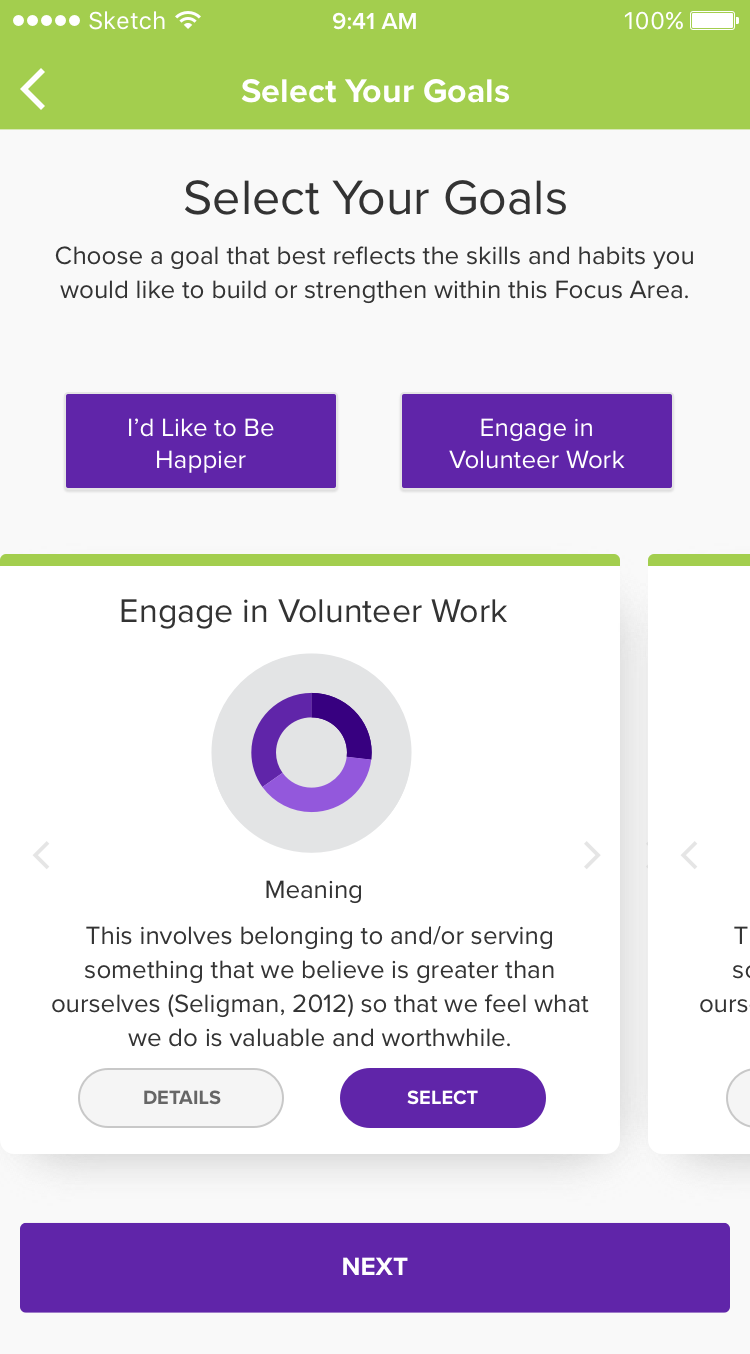 Sketch 9:41 AM 100%
Select Your Goals
Select Your Goals
Choose a goal that best reflects the skills and habits you
would like to build or strengthen within this Focus Area.
I’d Like to Be
Happier
Engage in
Volunteer Work
Engage in Volunteer Work
Meaning
This involves belonging to and/or serving
something that we believe is greater than
ourselves (Seligman, 2012) so that we feel what
we do is valuable and worthwhile.
DETAILS
SELECT
NEXT